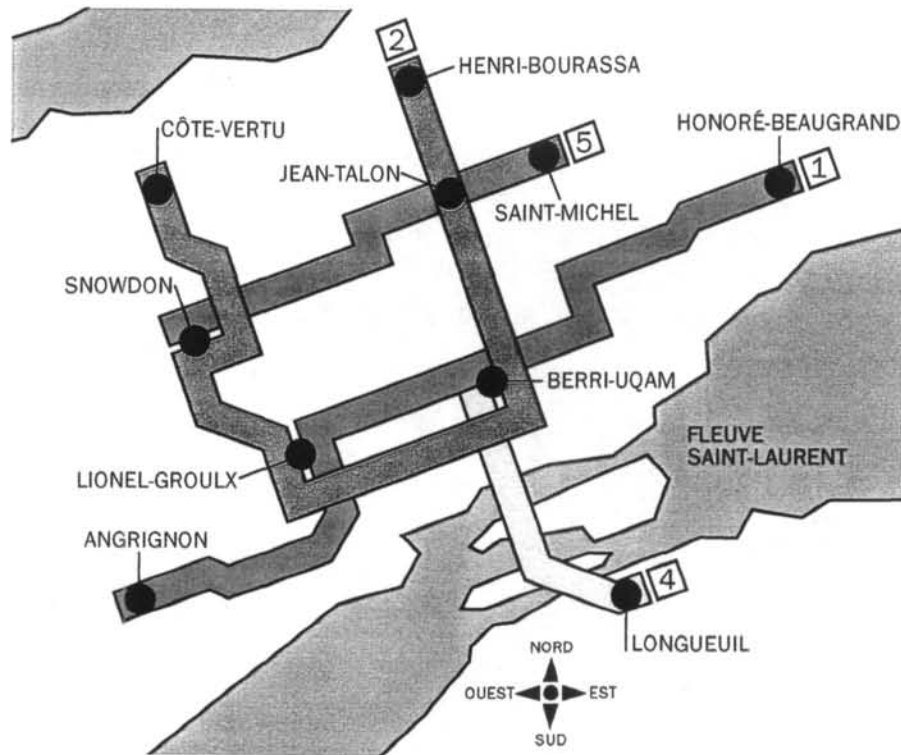 2
HENRI-BOURASSA
CÔTE-VERTU
HONORÉ-BEAUGRAND
5
JEAN-TALON
1
SAINT-MICHEL
SNOWDON
BERRI-UQAM
FLEUVE
SAINT-LAURENT
LIONEL-GROULX
ANGRIGNON
4
LONGUEUIL
NORD
OUEST
EST
SUD